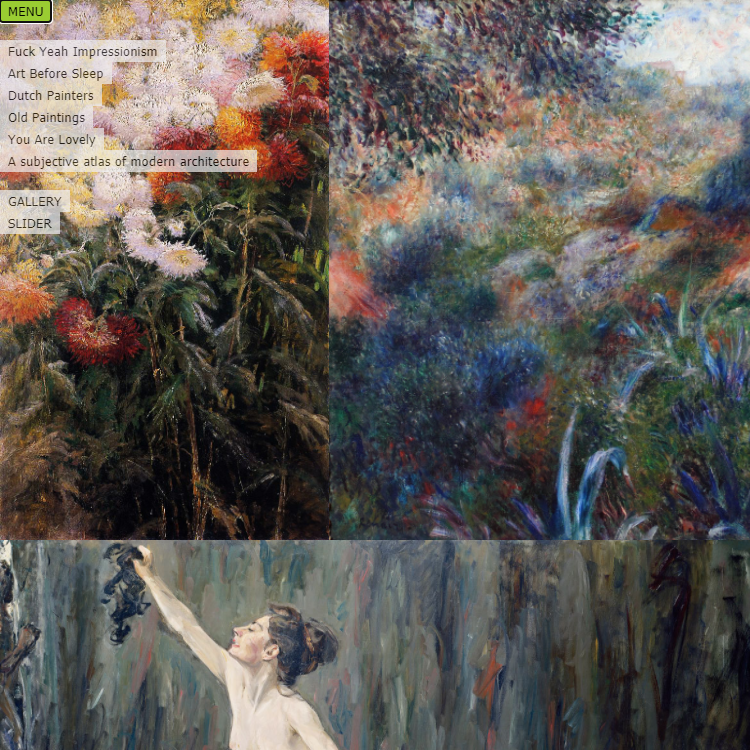 MENU
Fuck Yeah Impressionism
Art Before Sleep
Dutch Painters
Old Paintings
You Are Lovely
A subjective atlas of modern architecture
GALLERY
SLIDER